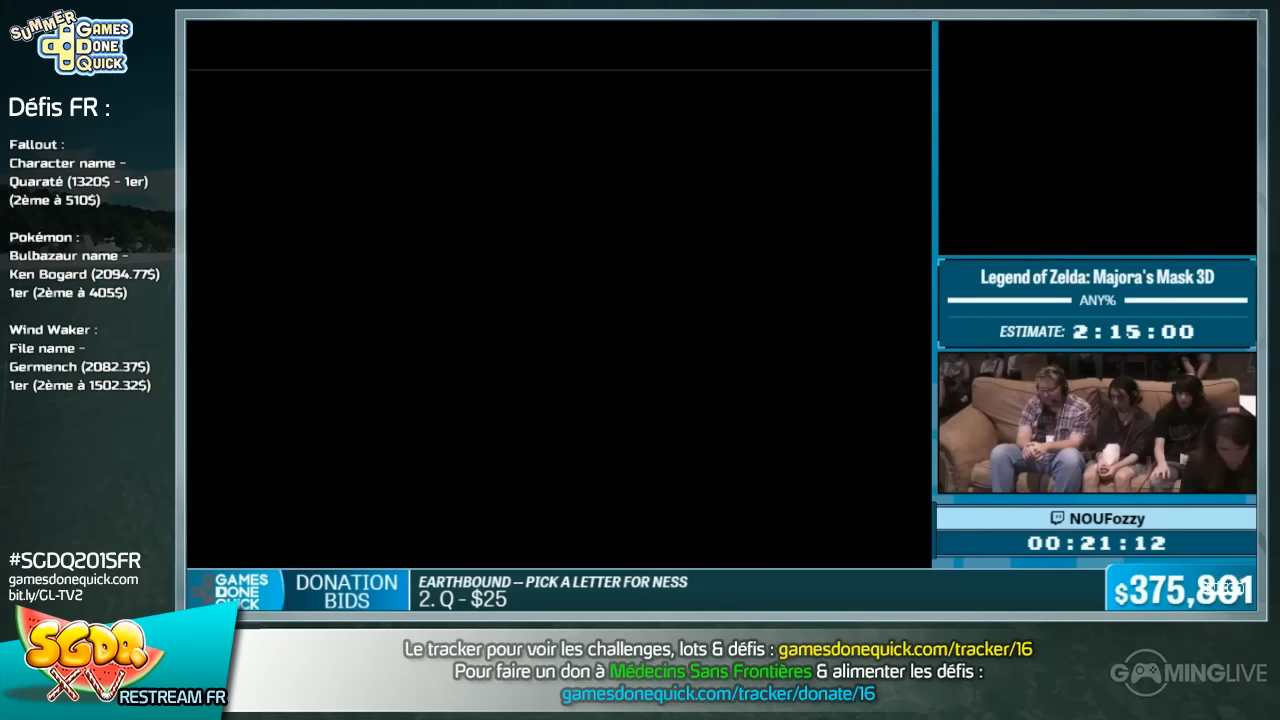 SUMMER
GAMES
DONE
QUICK
Défis FR :
Fallout :
Character name -
Quaraté (1320$ - 1er)
(2ème à 510$)
Pokémon :
Bulbazaur name -
Ken Bogard (2094.77$)
1er (2ème à 405$)
Wind Waker :
File name -
Germench (2082.37$)
1er (2ème à 1502.32$)
#SGDQ2015FR
gamesdonequick.com
bit.ly/GL-TV2
SGDQ
XV
RESTREAM FR
Legend of Zelda: Majora's Mask 3D
ANY%
ESTIMATE: 2:15:00
NOUFozzy
00:21:12
GAMES
DONE
QUICK
DONATION
BIDS
EARTHBOUND — PICK A LETTER FOR NESS
2. Q - $25
$375,801
Le tracker pour voir les challenges, lots & défis : gamesdonequick.com/tracker/16
Pour faire un don à Médecins Sans Frontières & alimenter les défis :
gamesdonequick.com/tracker/donate/16
GAMINGLIVE